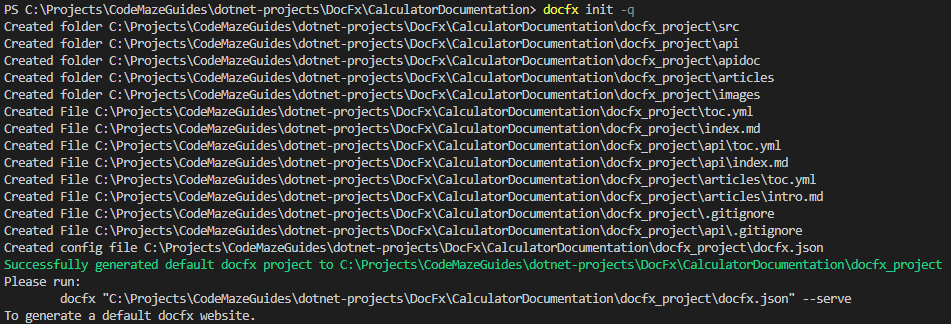 PS C:\Projects\CodeMazeGuides\dotnet-projects\DocFx\CalculatorDocumentation> docfx init -q
Created folder C:\Projects\CodeMazeGuides\dotnet-projects\DocFx\CalculatorDocumentation\docfx_project\src
Created folder C:\Projects\CodeMazeGuides\dotnet-projects\DocFx\CalculatorDocumentation\docfx_project\api
Created folder C:\Projects\CodeMazeGuides\dotnet-projects\DocFx\CalculatorDocumentation\docfx_project\apidoc
Created folder C:\Projects\CodeMazeGuides\dotnet-projects\DocFx\CalculatorDocumentation\docfx_project\articles
Created folder C:\Projects\CodeMazeGuides\dotnet-projects\DocFx\CalculatorDocumentation\docfx_project\images
Created File C:\Projects\CodeMazeGuides\dotnet-projects\DocFx\CalculatorDocumentation\docfx_project\toc.yml
Created File C:\Projects\CodeMazeGuides\dotnet-projects\DocFx\CalculatorDocumentation\docfx_project\index.md
Created File C:\Projects\CodeMazeGuides\dotnet-projects\DocFx\CalculatorDocumentation\docfx_project\api\toc.yml
Created File C:\Projects\CodeMazeGuides\dotnet-projects\DocFx\CalculatorDocumentation\docfx_project\api\index.md
Created File C:\Projects\CodeMazeGuides\dotnet-projects\DocFx\CalculatorDocumentation\docfx_project\articles\toc.yml
Created File C:\Projects\CodeMazeGuides\dotnet-projects\DocFx\CalculatorDocumentation\docfx_project\articles\intro.md
Created File C:\Projects\CodeMazeGuides\dotnet-projects\DocFx\CalculatorDocumentation\docfx_project\.gitignore
Created File C:\Projects\CodeMazeGuides\dotnet-projects\DocFx\CalculatorDocumentation\docfx_project\api\.gitignore
Created config file C:\Projects\CodeMazeGuides\dotnet-projects\DocFx\CalculatorDocumentation\docfx_project\docfx.json
Successfully generated default docfx project to C:\Projects\CodeMazeGuides\dotnet-projects\DocFx\CalculatorDocumentation\docfx_project
Please run:
docfx "C:\Projects\CodeMazeGuides\dotnet-projects\DocFx\CalculatorDocumentation\docfx_project\docfx.json" --serve
To generate a default docfx website.